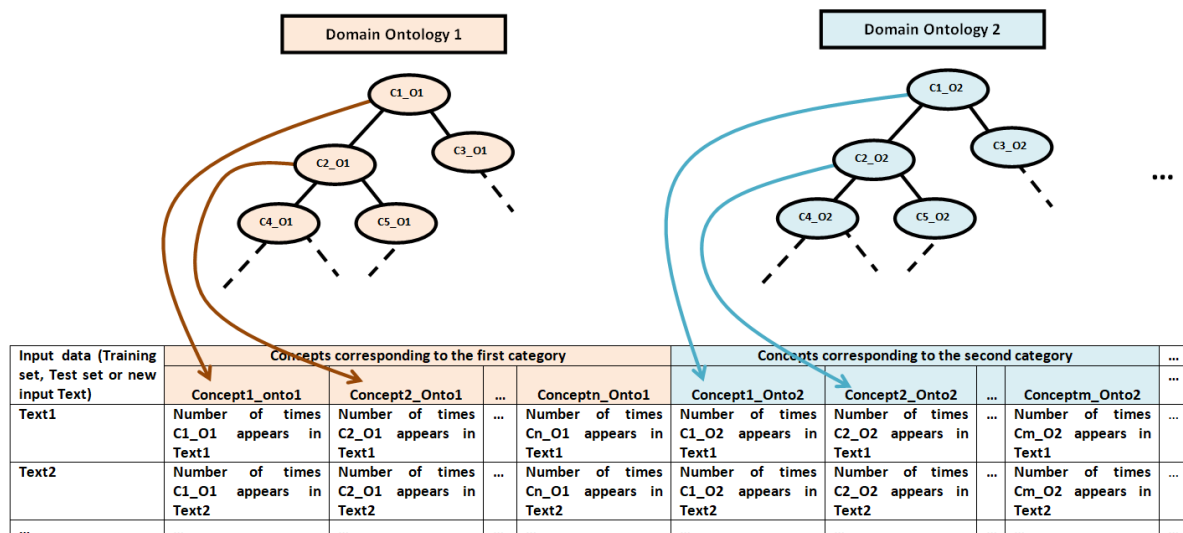 Domain Ontology 1
Domain Ontology 2
C1_O1
C2_O1
C3_O1
C4_O1
C5_O1
C1_O2
C2_O2
C3_O2
C4_O2
C5_O2
...
Input data (Training
set, Test set or new
input Text)
Concepts corresponding to the first category
Concepts corresponding to the second category
...
Concept1_onto1
Concept2_Onto1
...
Conceptn_Onto1
Concept1_Onto2
Concept2_Onto2
...
Conceptm_Onto2
...
Text1
Number of times
C1_O1 appears in
Text1
Number of times
C2_O1 appears in
Text1
...
Number of times
Cn_O1 appears in
Text1
Number of times
C1_O2 appears in
Text1
Number of times
C2_O2 appears in
Text1
...
Number of times
Cm_O2 appears in
Text1
...
Text2
Number of times
C1_O1 appears in
Text2
Number of times
C2_O1 appears in
Text2
...
Number of times
Cn_O1 appears in
Text2
Number of times
C1_O2 appears in
Text2
Number of times
C2_O2 appears in
Text2
...
Number of times
Cm_O2 appears in
Text2
...
...